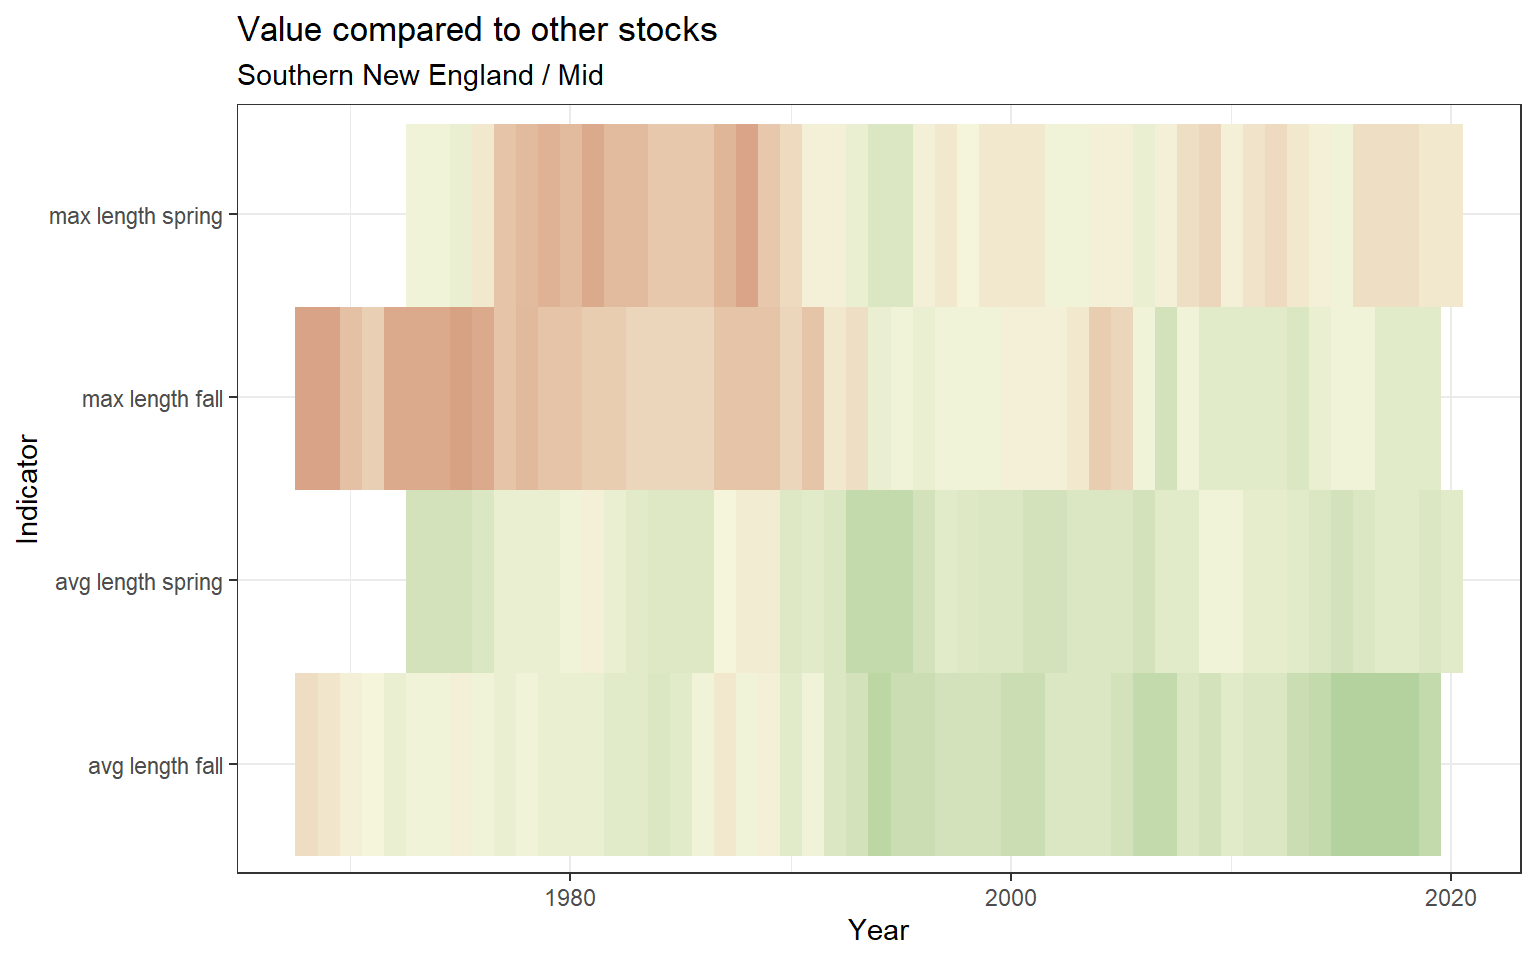 Value compared to other stocks
Southern New England / Mid
max length spring
max length fall
avg length spring
avg length fall
Indicator
1980
2000
2020
Year